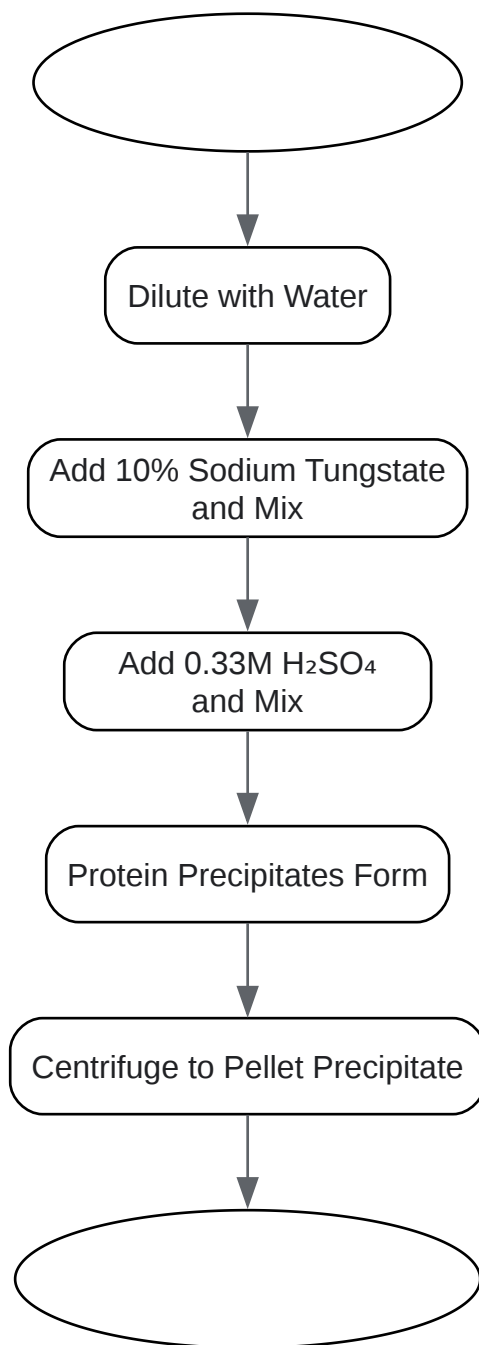 Dilute with Water
Add 10% Sodium Tungstate
and Mix
Add 0.33M H₂SO₄
and Mix
Protein Precipitates Form
Centrifuge to Pellet Precipitate